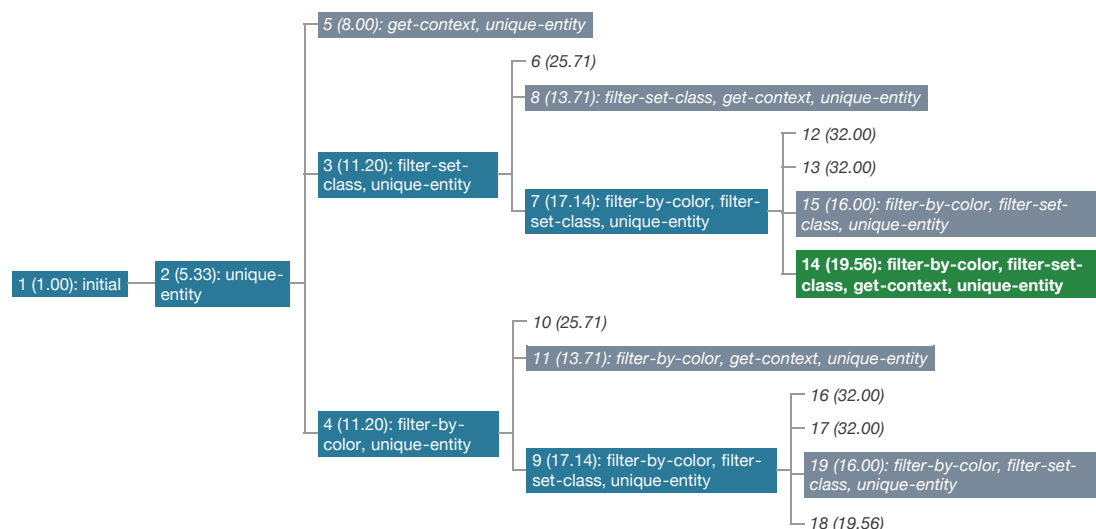 5 (8.00): get-context, unique-entity
6 (25.71)
8 (13.71): filter-set-class, get-context, unique-entity
12 (32.00)
3 (11.20): filter-set-
class, unique-entity
13 (32.00)
7 (17.14): filter-by-color, filter-
set-class, unique-entity
15 (16.00): filter-by-color, filter-set-
class, unique-entity
14 (19.56): filter-by-color, filter-set-
class, get-context, unique-entity
1 (1.00): initial
2 (5.33): unique-
entity
10 (25.71)
11 (13.71): filter-by-color, get-context, unique-entity
16 (32.00)
4 (11.20): filter-by-
color, unique-entity
17 (32.00)
9 (17.14): filter-by-color, filter-
set-class, unique-entity
19 (16.00): filter-by-color, filter-set-
class, unique-entity
18 (19.56)